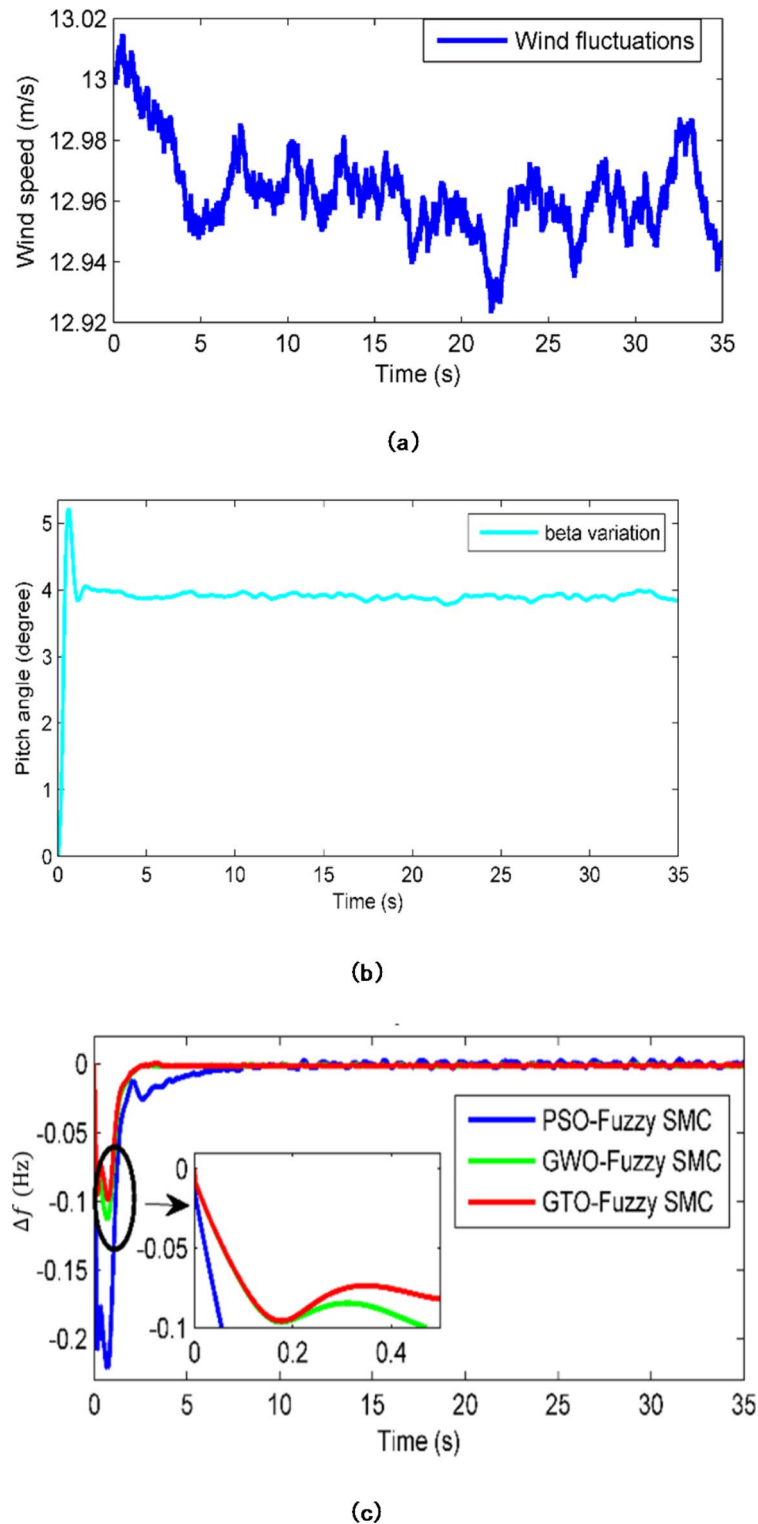 13.02
13
12.98
12.96
12.94
12.92
Wind speed (m/s)
Wind fluctuations
0 5 10 15 20 25 30 35
Time (s)
(a)
5
4
3
2
1
0
Pitch angle (degree)
beta variation
0 5 10 15 20 25 30 35
Time (s)
(b)
0
-0.05
-0.1
-0.15
-0.2
Δf (Hz)
PSO-Fuzzy SMC
GWO-Fuzzy SMC
GTO-Fuzzy SMC
0
-0.05
-0.1
0 0.2 0.4
0 5 10 15 20 25 30 35
Time (s)
(c)